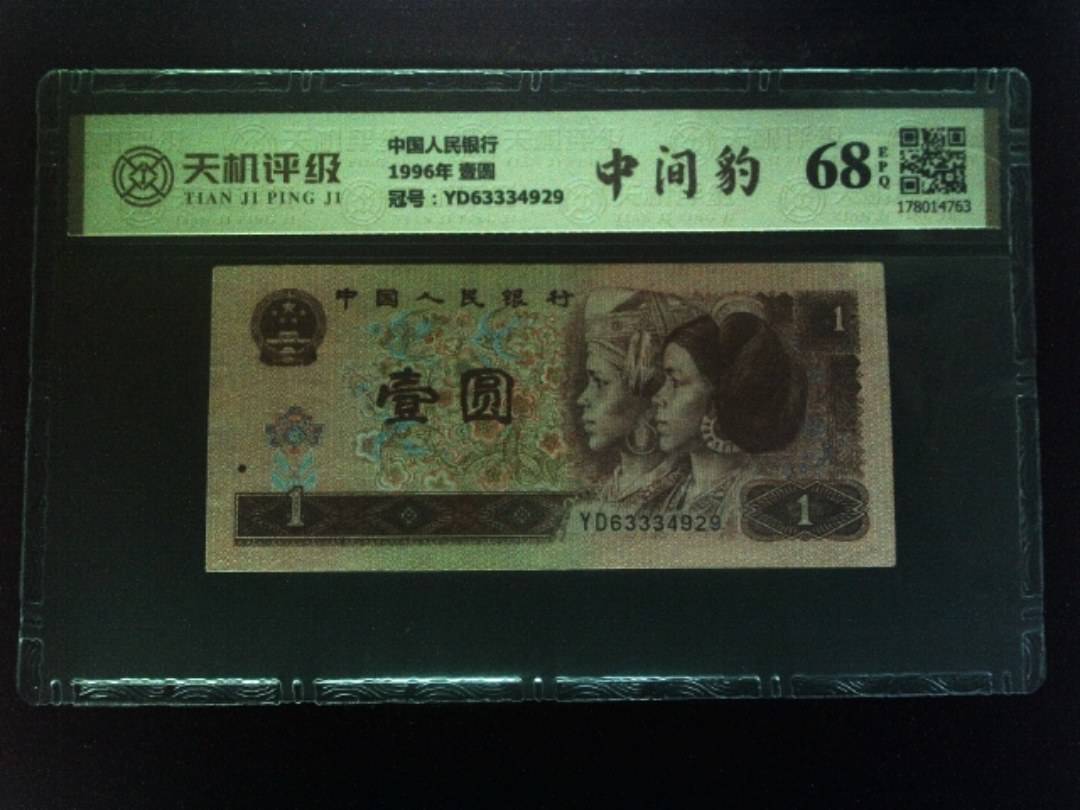 天机评级
TIAN JI PING JI
中国人民银行
1996年 壹圆
冠号：YD63334929
中间豹
68
EPQ
178014763
中国人民银行
壹圆
1
1
YD63334929
1